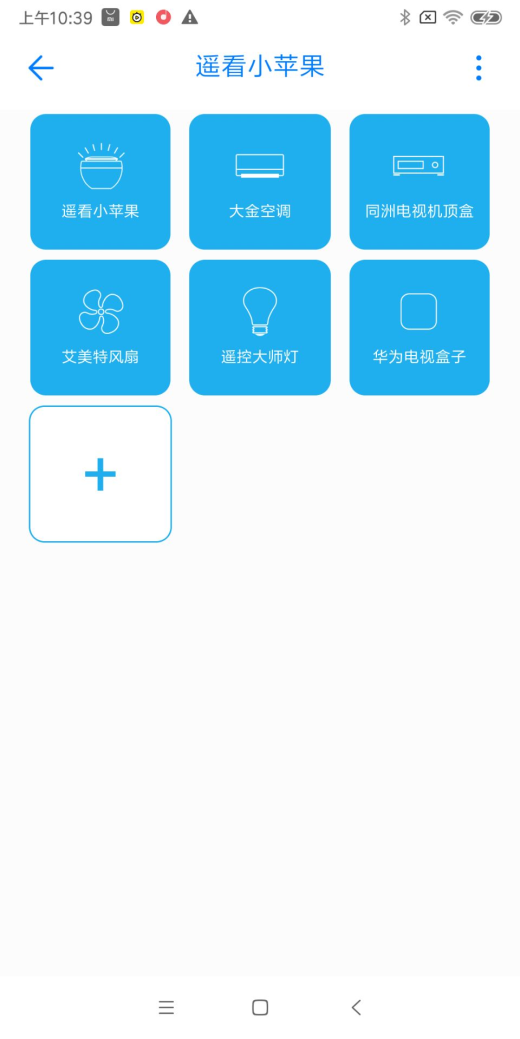 上午10:39
遥看小苹果
遥看小苹果
大金空调
同洲电视机顶盒
艾美特风扇
遥控大师灯
华为电视盒子